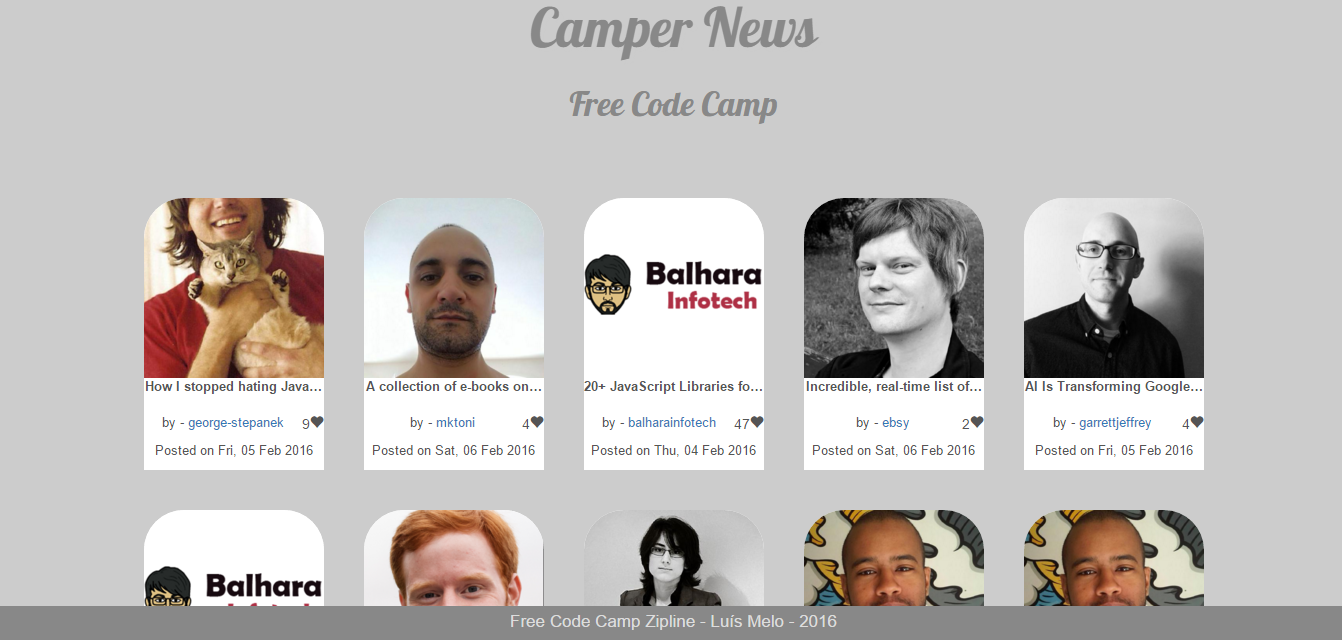 Camper News
Free Code Camp
Balhara
Infotech
How I stopped hating Java...
by - george-stepanek 9
Posted on Fri, 05 Feb 2016
A collection of e-books on...
by - mktoni 4
Posted on Sat, 06 Feb 2016
20+ JavaScript Libraries fo...
by - balharainfotech 47
Posted on Thu, 04 Feb 2016
Incredible, real-time list of...
by - ebsy 2
Posted on Sat, 06 Feb 2016
AI Is Transforming Google...
by - garrettjeffrey 4
Posted on Fri, 05 Feb 2016
Balhara
Infotech
Free Code Camp Zipline - Luís Melo - 2016